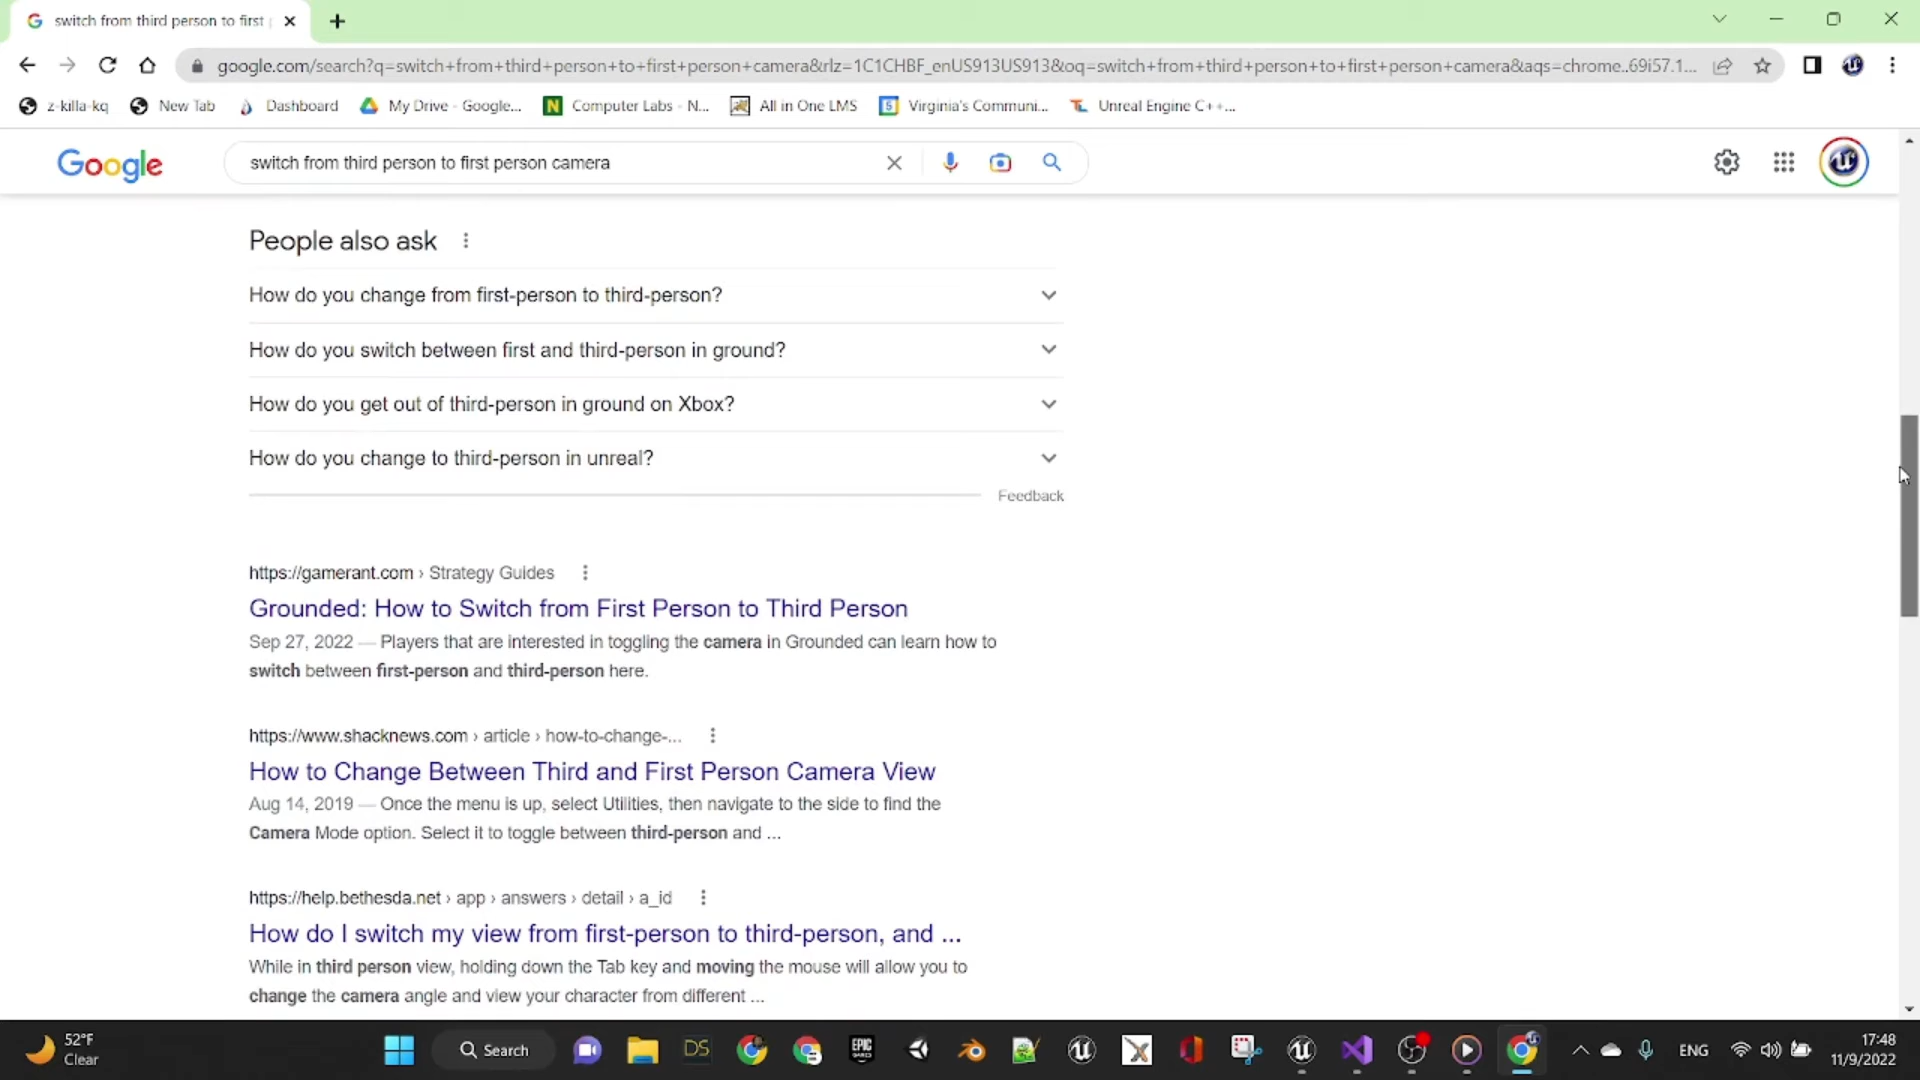 switch from third person to first p
google.com/search?q=switch+from+third+person+to+first+person+camera&rlz=1C1CHBF_enUS913US913&oq=switch+from+third+person+to+first+person+camera&aqs=chrome..69i57.1...
z-killa-kq New Tab Dashboard My Drive - Google... Computer Labs - N... All in One LMS Virginia's Communi... Unreal Engine C++...
Google switch from third person to first person camera
People also ask
How do you change from first-person to third-person?
How do you switch between first and third-person in ground?
How do you get out of third-person in ground on Xbox?
How do you change to third-person in unreal?
Feedback
https://gamerant.com › Strategy Guides
Grounded: How to Switch from First Person to Third Person
Sep 27, 2022 — Players that are interested in toggling the camera in Grounded can learn how to
switch between first-person and third-person here.
https://www.shacknews.com › article › how-to-change-...
How to Change Between Third and First Person Camera View
Aug 14, 2019 — Once the menu is up, select Utilities, then navigate to the side to find the
Camera Mode option. Select it to toggle between third-person and ...
https://help.bethesda.net › app › answers › detail › a_id
How do I switch my view from first-person to third-person, and ...
While in third person view, holding down the Tab key and moving the mouse will allow you to
change the camera angle and view your character from different ...
52°F
Clear
Search
DS
EPIC GAMES
ENG
17:48
11/9/2022